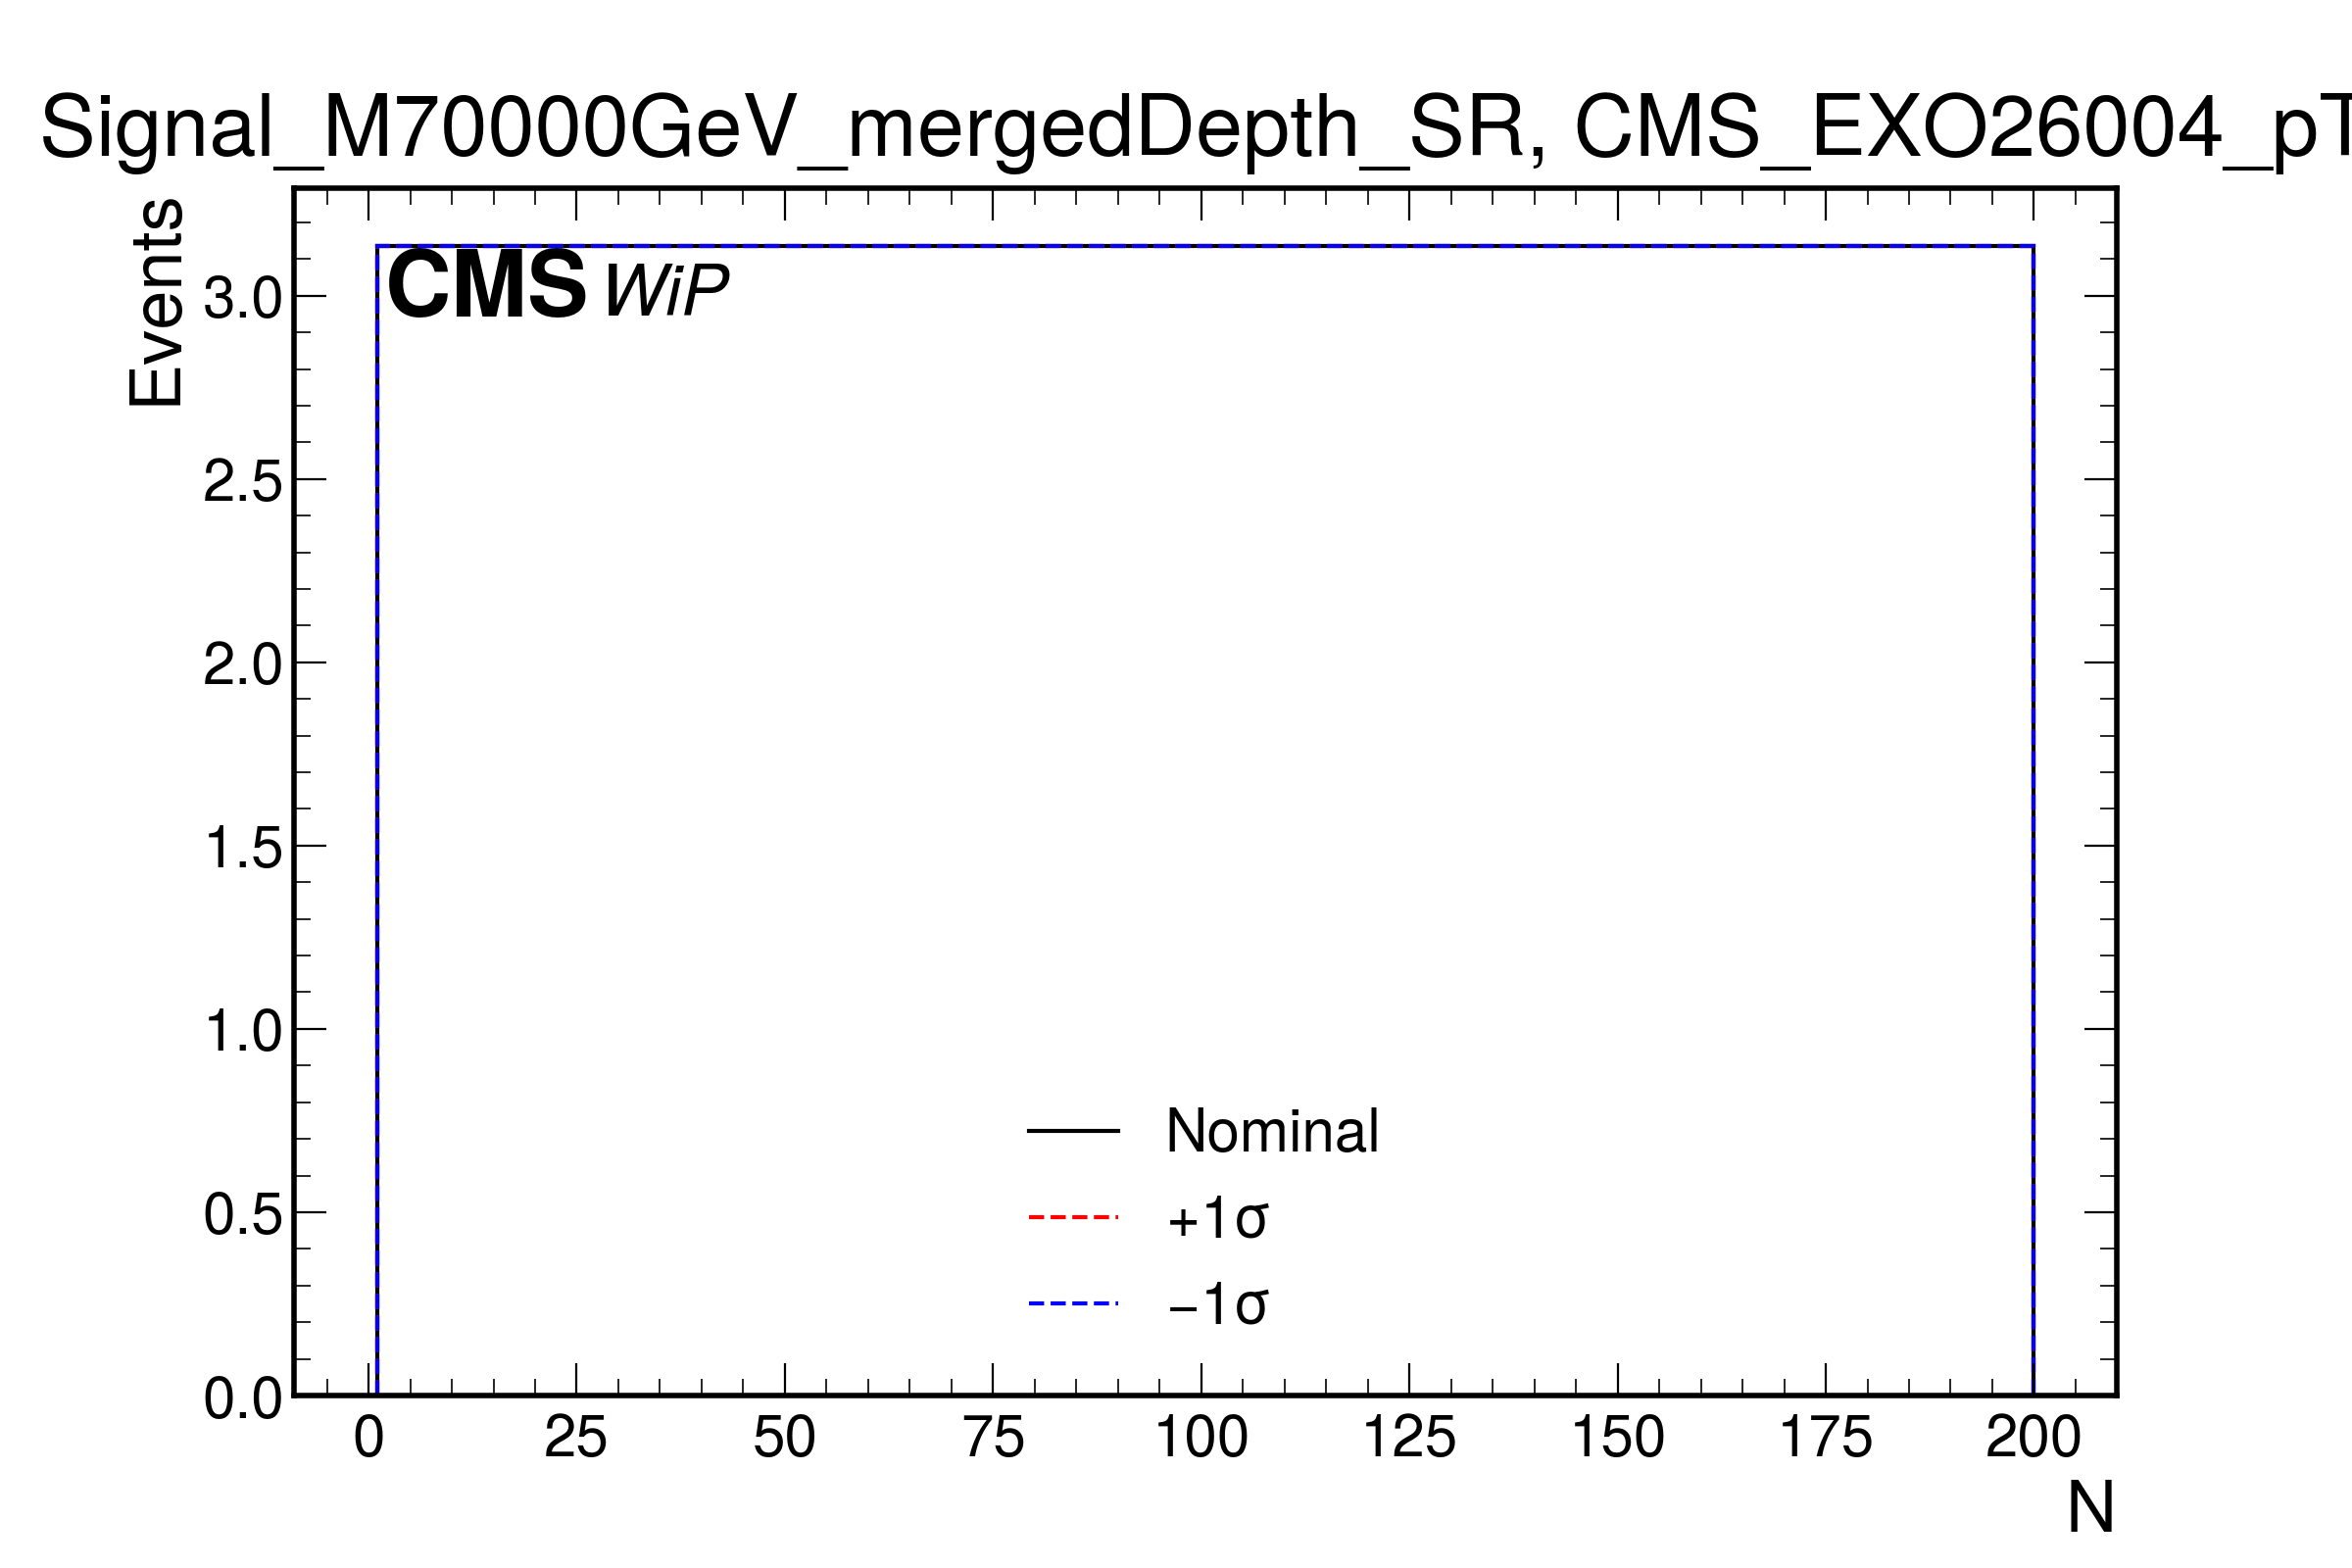 Signal_M70000GeV_mergedDepth_SR, CMS_EXO26004_pT
Events
CMS WiP
3.0
2.5
2.0
1.5
1.0
0.5
0.0
Nominal
+1σ
−1σ
0 25 50 75 100 125 150 175 200
N